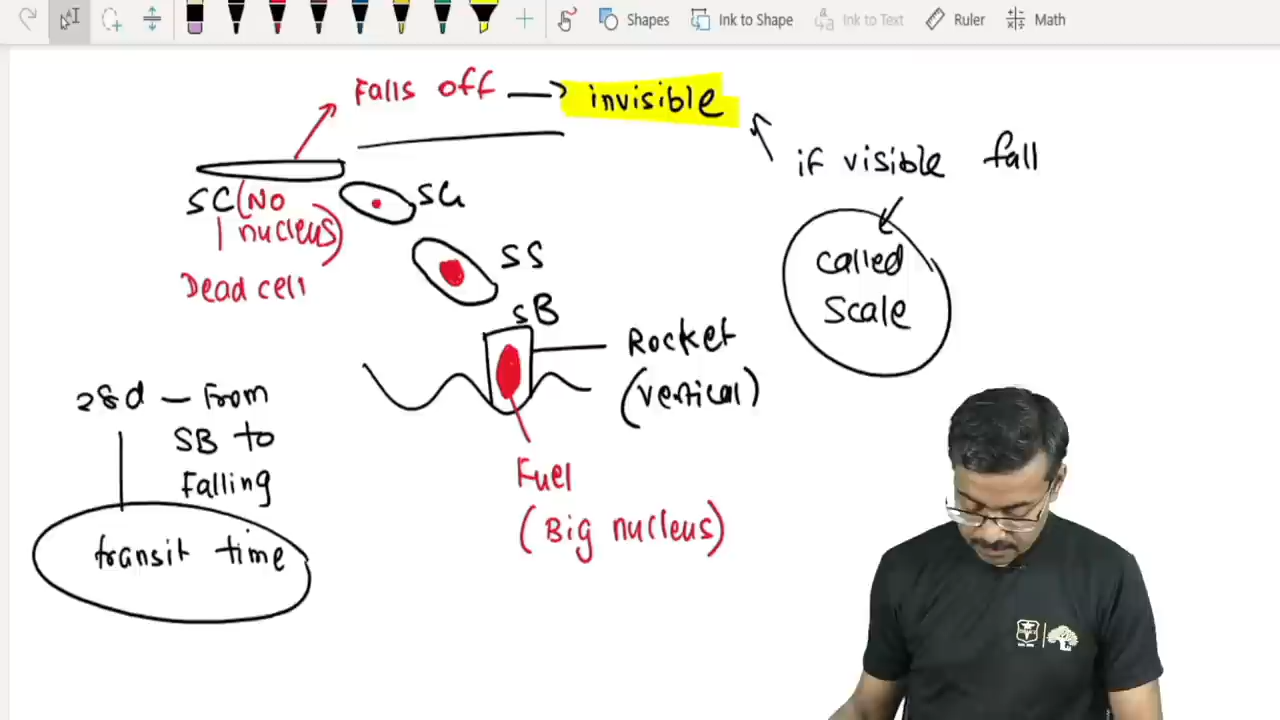 Shapes
Ink to Shape
Ink to Text
Ruler
Math
Falls off → invisible
if visible fall
called
scale
SC (No
nucleus)
Dead cell
SG
SS
SB
Rocket
(vertical)
28d — From
SB to
Falling
transit time
Fuel
(Big nucleus)